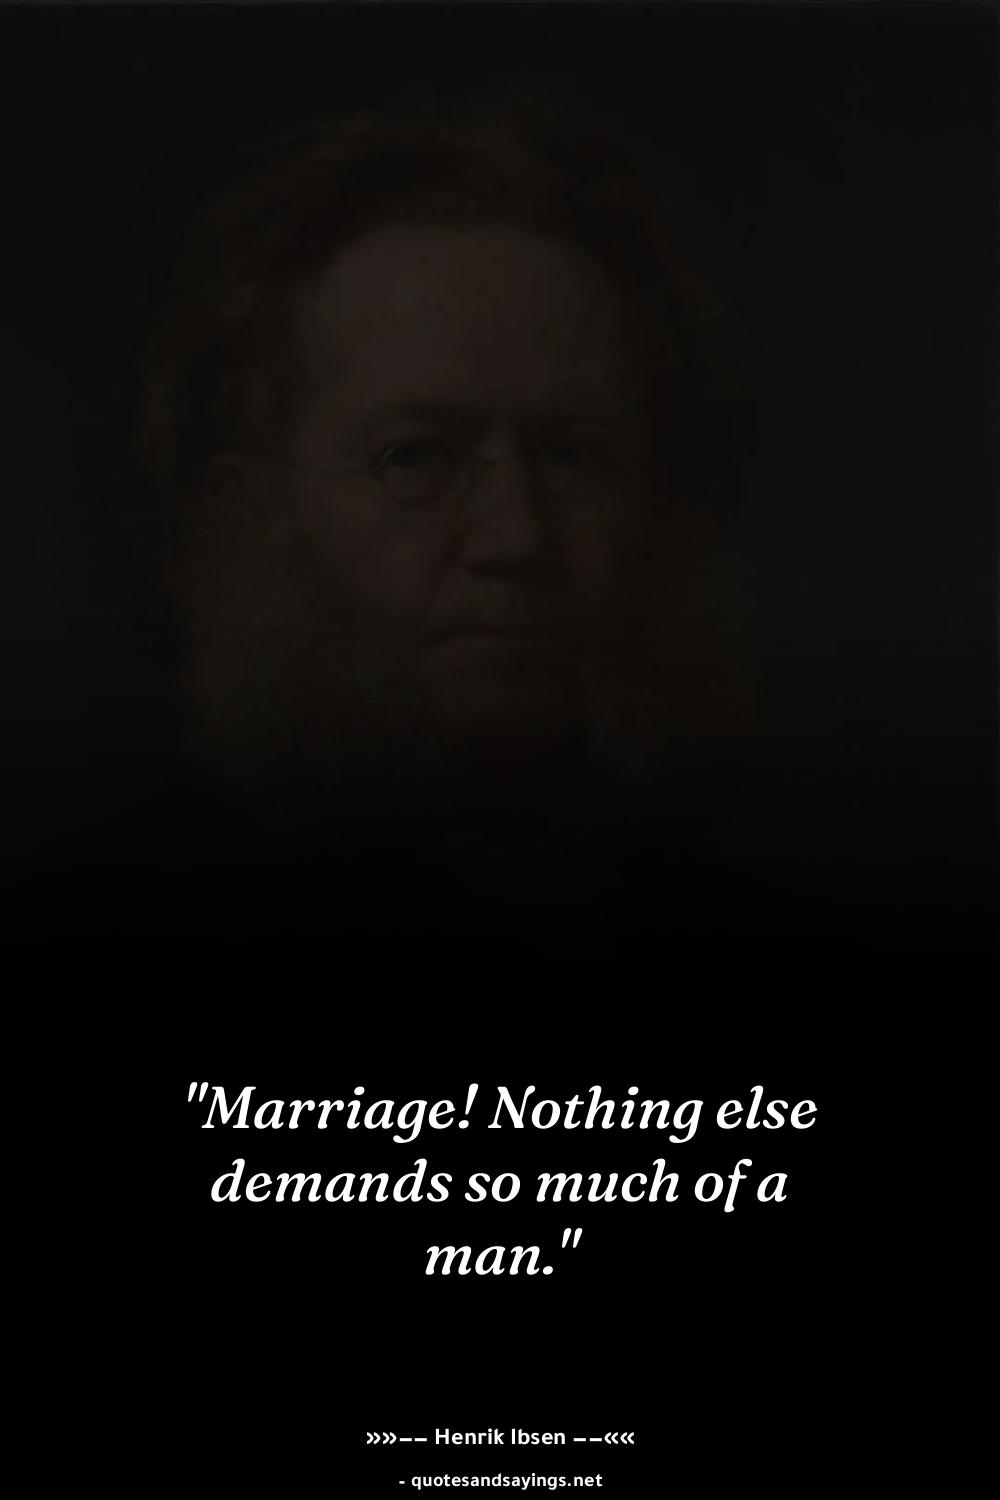 "Marriage! Nothing else
demands so much of a
man."
»»-- Henrik Ibsen --««
- quotesandsayings.net